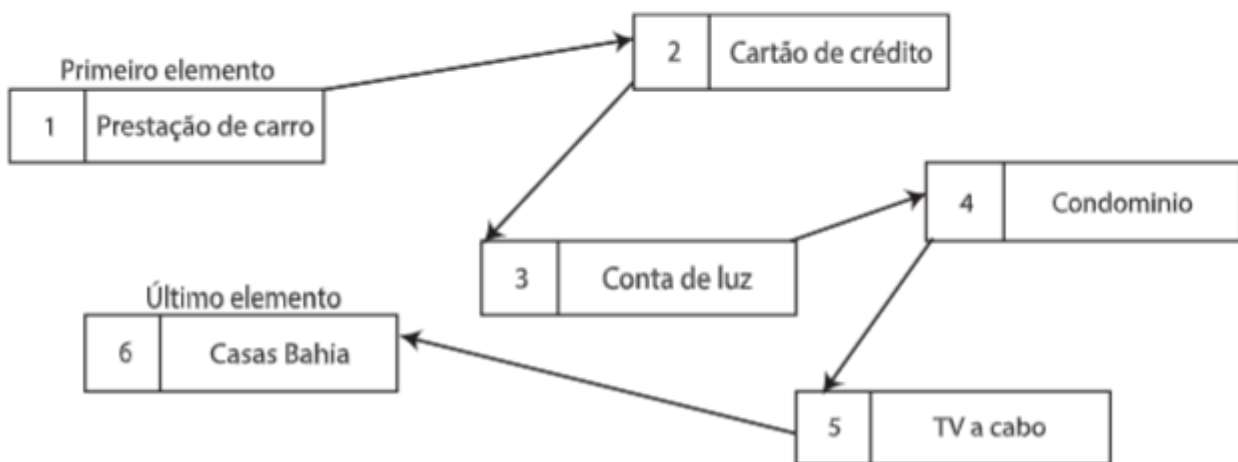 Primeiro elemento
1 Prestação de carro
2 Cartão de crédito
3 Conta de luz
4 Condominio
5 TV a cabo
Último elemento
6 Casas Bahia